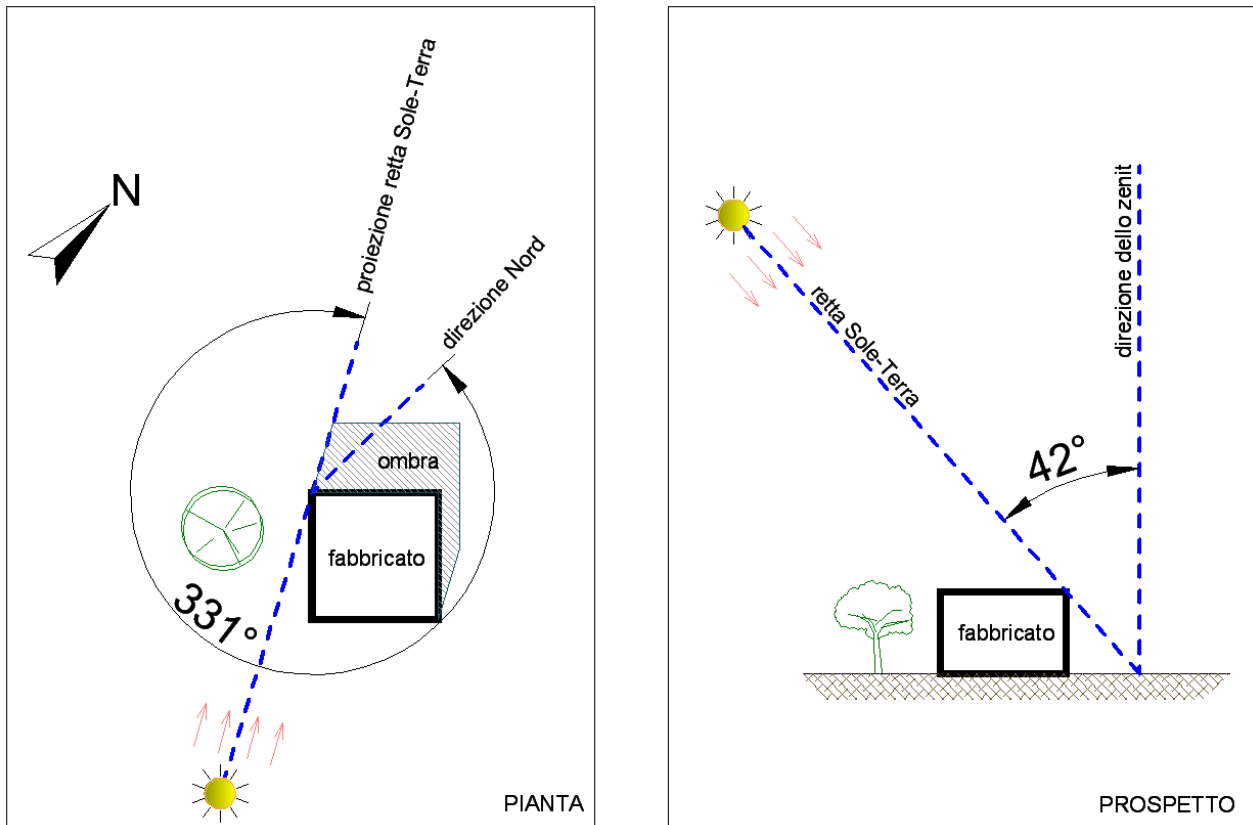 N
proiezione retta Sole-Terra
direzione Nord
ombra
fabbricato
331°
PIANTA
direzione dello zenit
retta Sole-Terra
42°
fabbricato
PROSPETTO